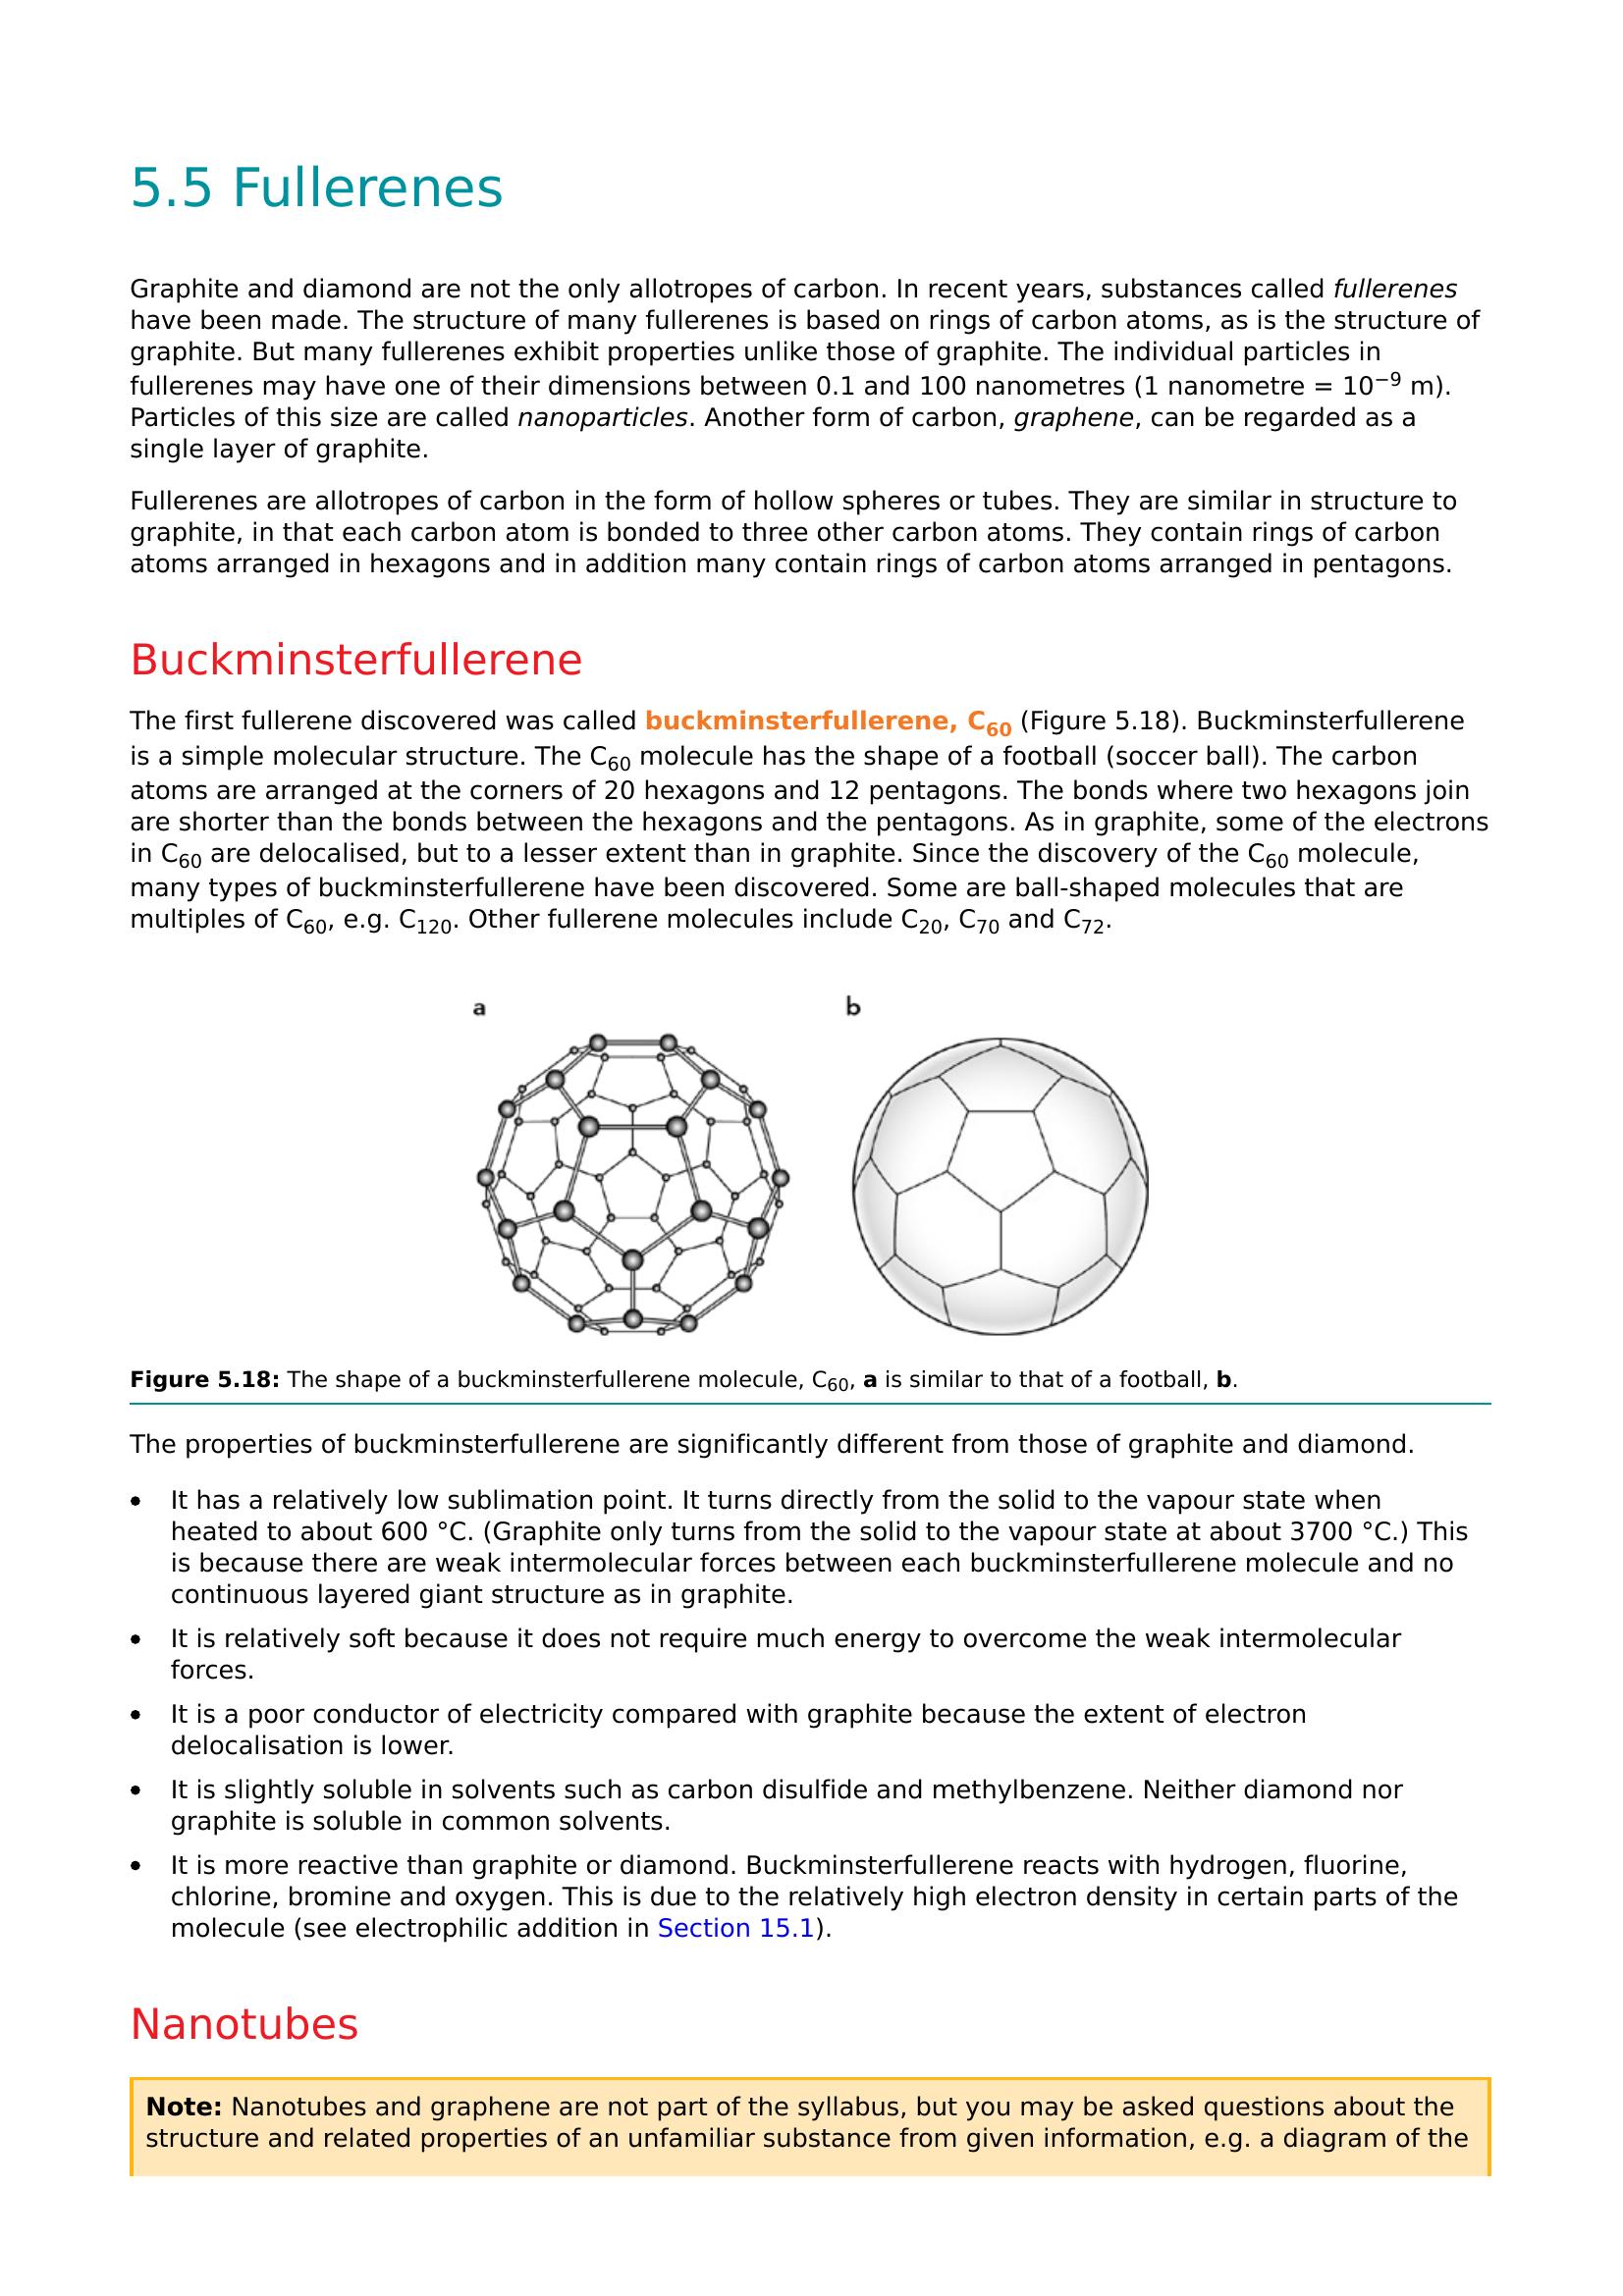 5.5 Fullerenes
Graphite and diamond are not the only allotropes of carbon. In recent years, substances called fullerenes
have been made. The structure of many fullerenes is based on rings of carbon atoms, as is the structure of
graphite. But many fullerenes exhibit properties unlike those of graphite. The individual particles in
fullerenes may have one of their dimensions between 0.1 and 100 nanometres (1 nanometre = 10⁻⁹ m).
Particles of this size are called nanoparticles. Another form of carbon, graphene, can be regarded as a
single layer of graphite.
Fullerenes are allotropes of carbon in the form of hollow spheres or tubes. They are similar in structure to
graphite, in that each carbon atom is bonded to three other carbon atoms. They contain rings of carbon
atoms arranged in hexagons and in addition many contain rings of carbon atoms arranged in pentagons.
Buckminsterfullerene
The first fullerene discovered was called buckminsterfullerene, C₆₀ (Figure 5.18). Buckminsterfullerene
is a simple molecular structure. The C₆₀ molecule has the shape of a football (soccer ball). The carbon
atoms are arranged at the corners of 20 hexagons and 12 pentagons. The bonds where two hexagons join
are shorter than the bonds between the hexagons and the pentagons. As in graphite, some of the electrons
in C₆₀ are delocalised, but to a lesser extent than in graphite. Since the discovery of the C₆₀ molecule,
many types of buckminsterfullerene have been discovered. Some are ball-shaped molecules that are
multiples of C₆₀, e.g. C₁₂₀. Other fullerene molecules include C₂₀, C₇₀ and C₇₂.
a b
Figure 5.18: The shape of a buckminsterfullerene molecule, C₆₀, a is similar to that of a football, b.
The properties of buckminsterfullerene are significantly different from those of graphite and diamond.
• It has a relatively low sublimation point. It turns directly from the solid to the vapour state when
heated to about 600 °C. (Graphite only turns from the solid to the vapour state at about 3700 °C.) This
is because there are weak intermolecular forces between each buckminsterfullerene molecule and no
continuous layered giant structure as in graphite.
• It is relatively soft because it does not require much energy to overcome the weak intermolecular
forces.
• It is a poor conductor of electricity compared with graphite because the extent of electron
delocalisation is lower.
• It is slightly soluble in solvents such as carbon disulfide and methylbenzene. Neither diamond nor
graphite is soluble in common solvents.
• It is more reactive than graphite or diamond. Buckminsterfullerene reacts with hydrogen, fluorine,
chlorine, bromine and oxygen. This is due to the relatively high electron density in certain parts of the
molecule (see electrophilic addition in Section 15.1).
Nanotubes
Note: Nanotubes and graphene are not part of the syllabus, but you may be asked questions about the
structure and related properties of an unfamiliar substance from given information, e.g. a diagram of the